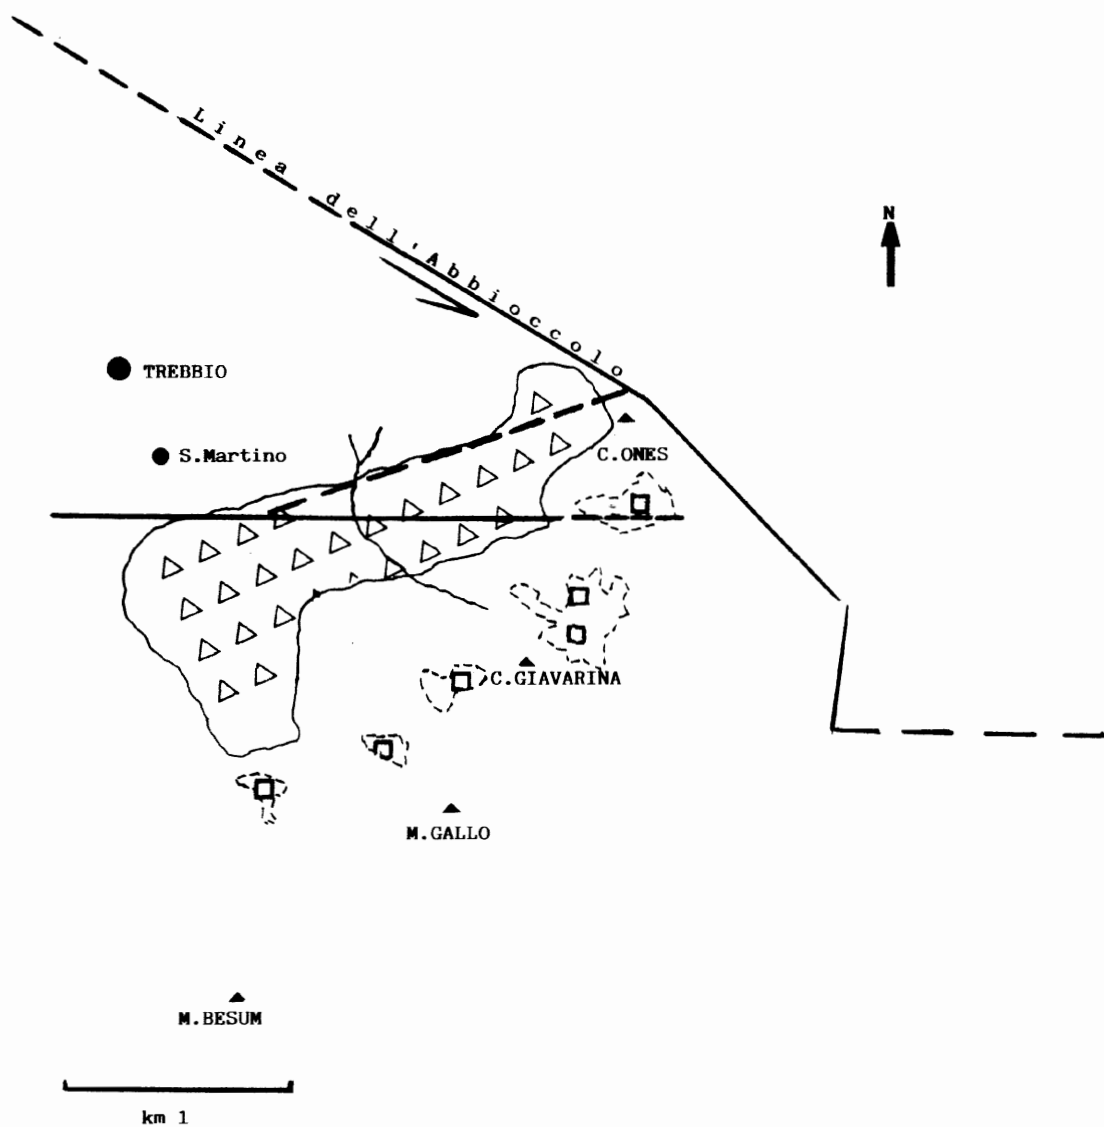 Linea dell'Abbioccolo
N
TREBBIO
S.Martino
C.ONES
C.GIAVARINA
M.GALLO
M.BESUM
km 1